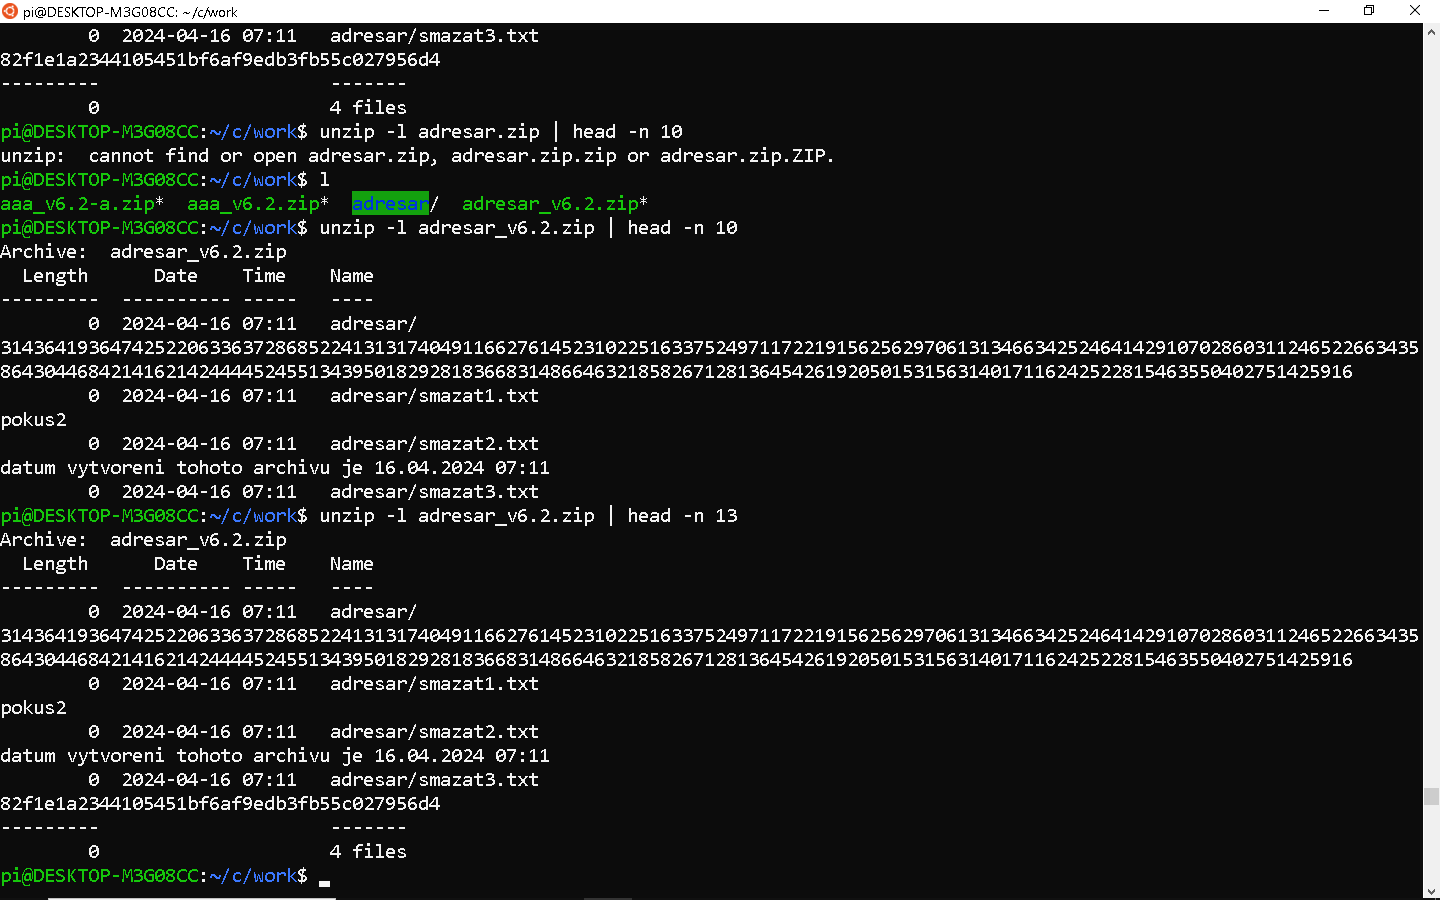 pi@DESKTOP-M3G08CC: ~/c/work
        0  2024-04-16 07:11   adresar/smazat3.txt
82f1e1a2344105451bf6af9edb3fb55c027956d4
---------                     -------
        0                     4 files
pi@DESKTOP-M3G08CC:~/c/work$ unzip -l adresar.zip | head -n 10
unzip:  cannot find or open adresar.zip, adresar.zip.zip or adresar.zip.ZIP.
pi@DESKTOP-M3G08CC:~/c/work$ l
aaa_v6.2-a.zip*  aaa_v6.2.zip*  adresar/  adresar_v6.2.zip*
pi@DESKTOP-M3G08CC:~/c/work$ unzip -l adresar_v6.2.zip | head -n 10
Archive:  adresar_v6.2.zip
  Length      Date    Time    Name
---------  ---------- -----   ----
        0  2024-04-16 07:11   adresar/
314364193647425220633637286852241313174049116627614523102251633752497117221915625629706131346634252464142910702860311246522663435
864304468421416214244445245513439501829281836683148664632185826712813645426192050153156314017116242522815463550402751425916
        0  2024-04-16 07:11   adresar/smazat1.txt
pokus2
        0  2024-04-16 07:11   adresar/smazat2.txt
datum vytvoreni tohoto archivu je 16.04.2024 07:11
        0  2024-04-16 07:11   adresar/smazat3.txt
pi@DESKTOP-M3G08CC:~/c/work$ unzip -l adresar_v6.2.zip | head -n 13
Archive:  adresar_v6.2.zip
  Length      Date    Time    Name
---------  ---------- -----   ----
        0  2024-04-16 07:11   adresar/
314364193647425220633637286852241313174049116627614523102251633752497117221915625629706131346634252464142910702860311246522663435
864304468421416214244445245513439501829281836683148664632185826712813645426192050153156314017116242522815463550402751425916
        0  2024-04-16 07:11   adresar/smazat1.txt
pokus2
        0  2024-04-16 07:11   adresar/smazat2.txt
datum vytvoreni tohoto archivu je 16.04.2024 07:11
        0  2024-04-16 07:11   adresar/smazat3.txt
82f1e1a2344105451bf6af9edb3fb55c027956d4
---------                     -------
        0                     4 files
pi@DESKTOP-M3G08CC:~/c/work$